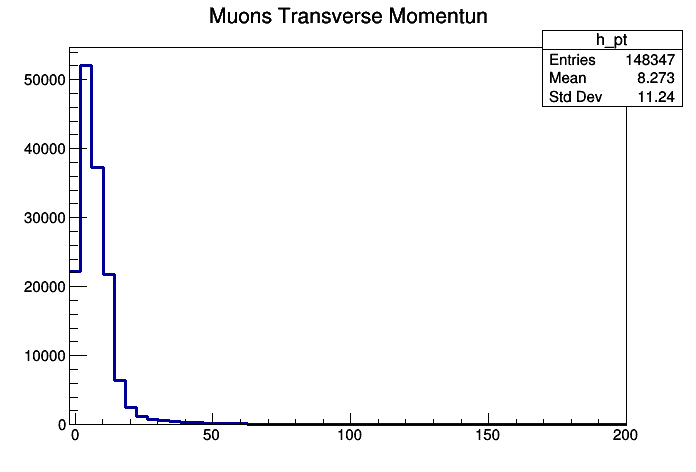 Muons Transverse Momentun
h_pt
Entries 148347
Mean 8.273
Std Dev 11.24
50000
40000
30000
20000
10000
0
0 50 100 150 200